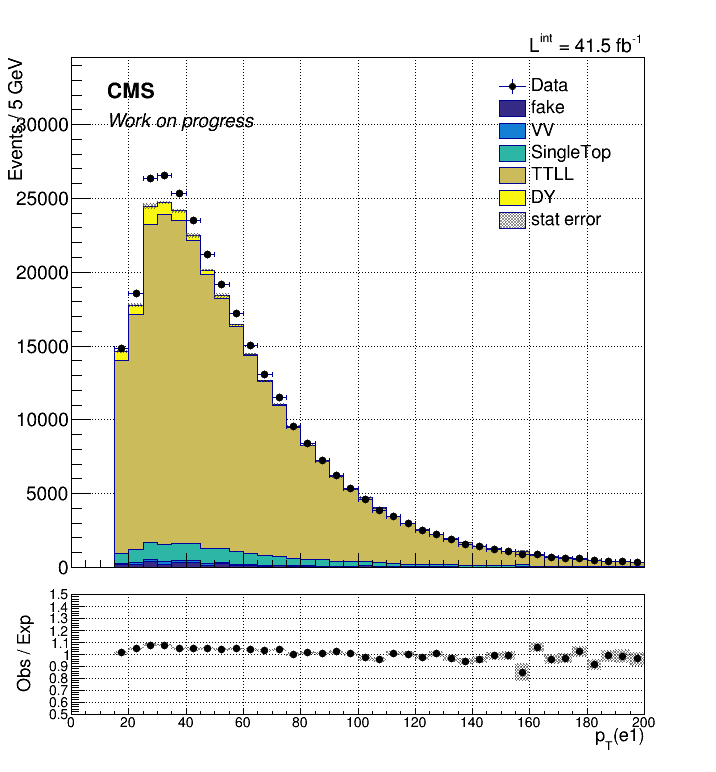 L^int = 41.5 fb^-1
Events / 5 GeV
CMS
Work on progress
Data
fake
VV
SingleTop
TTLL
DY
stat error
30000
25000
20000
15000
10000
5000
0
Obs / Exp
1.5
1.4
1.3
1.2
1.1
1
0.9
0.8
0.7
0.6
0.5
0 20 40 60 80 100 120 140 160 180 200
p_T(e1)